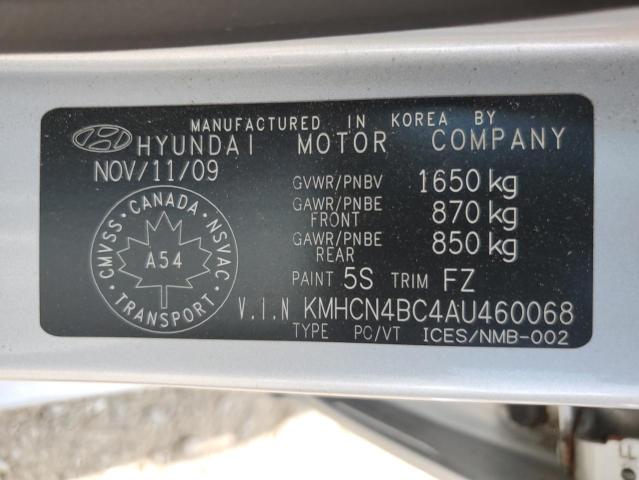 MANUFACTURED IN KOREA BY
HYUNDAI MOTOR COMPANY
NOV/11/09
GVWR/PNBV 1650 kg
GAWR/PNBE FRONT 870 kg
GAWR/PNBE REAR 850 kg
CMVSS · CANADA · NSVAC
A54
TRANSPORT
PAINT 5S TRIM FZ
V.I.N KMHCN4BC4AU460068
TYPE PC/VT ICES/NMB-002